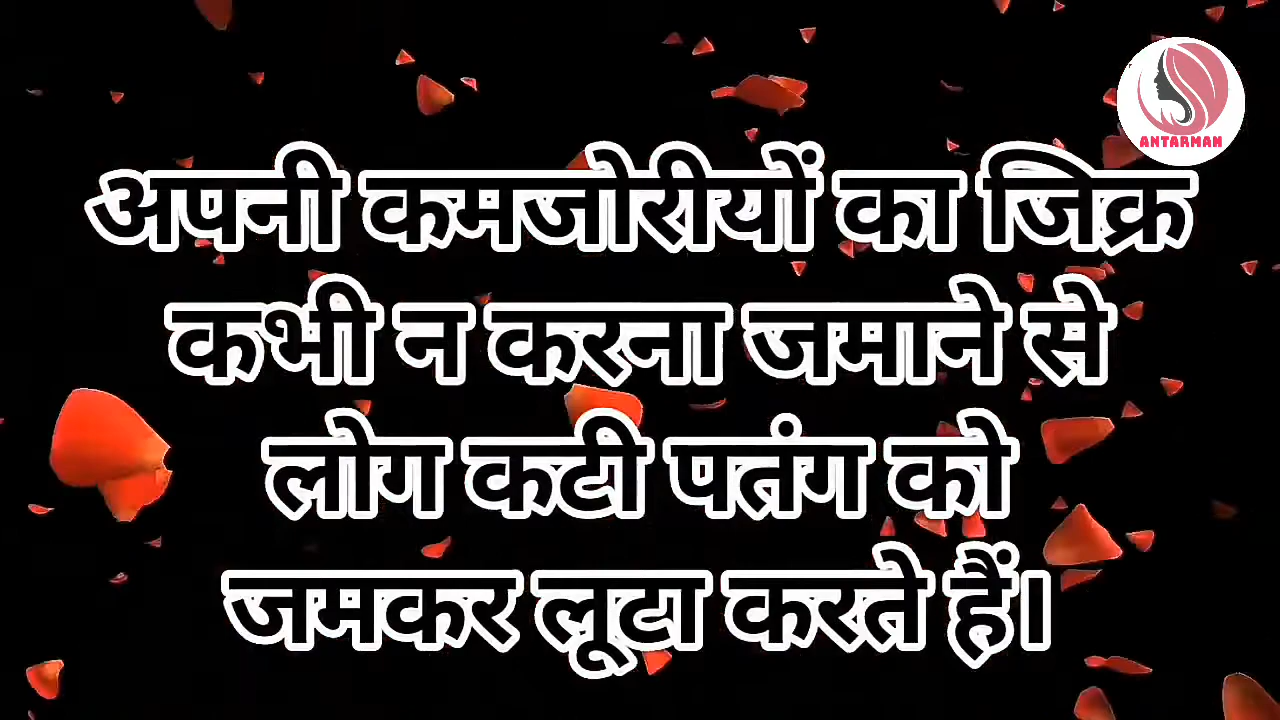 ANTARMAN
अपनी कमजोरीयों का जिक्र
कभी न करना जमाने से
लोग कटी पतंग को
जमकर लूटा करते हैं।